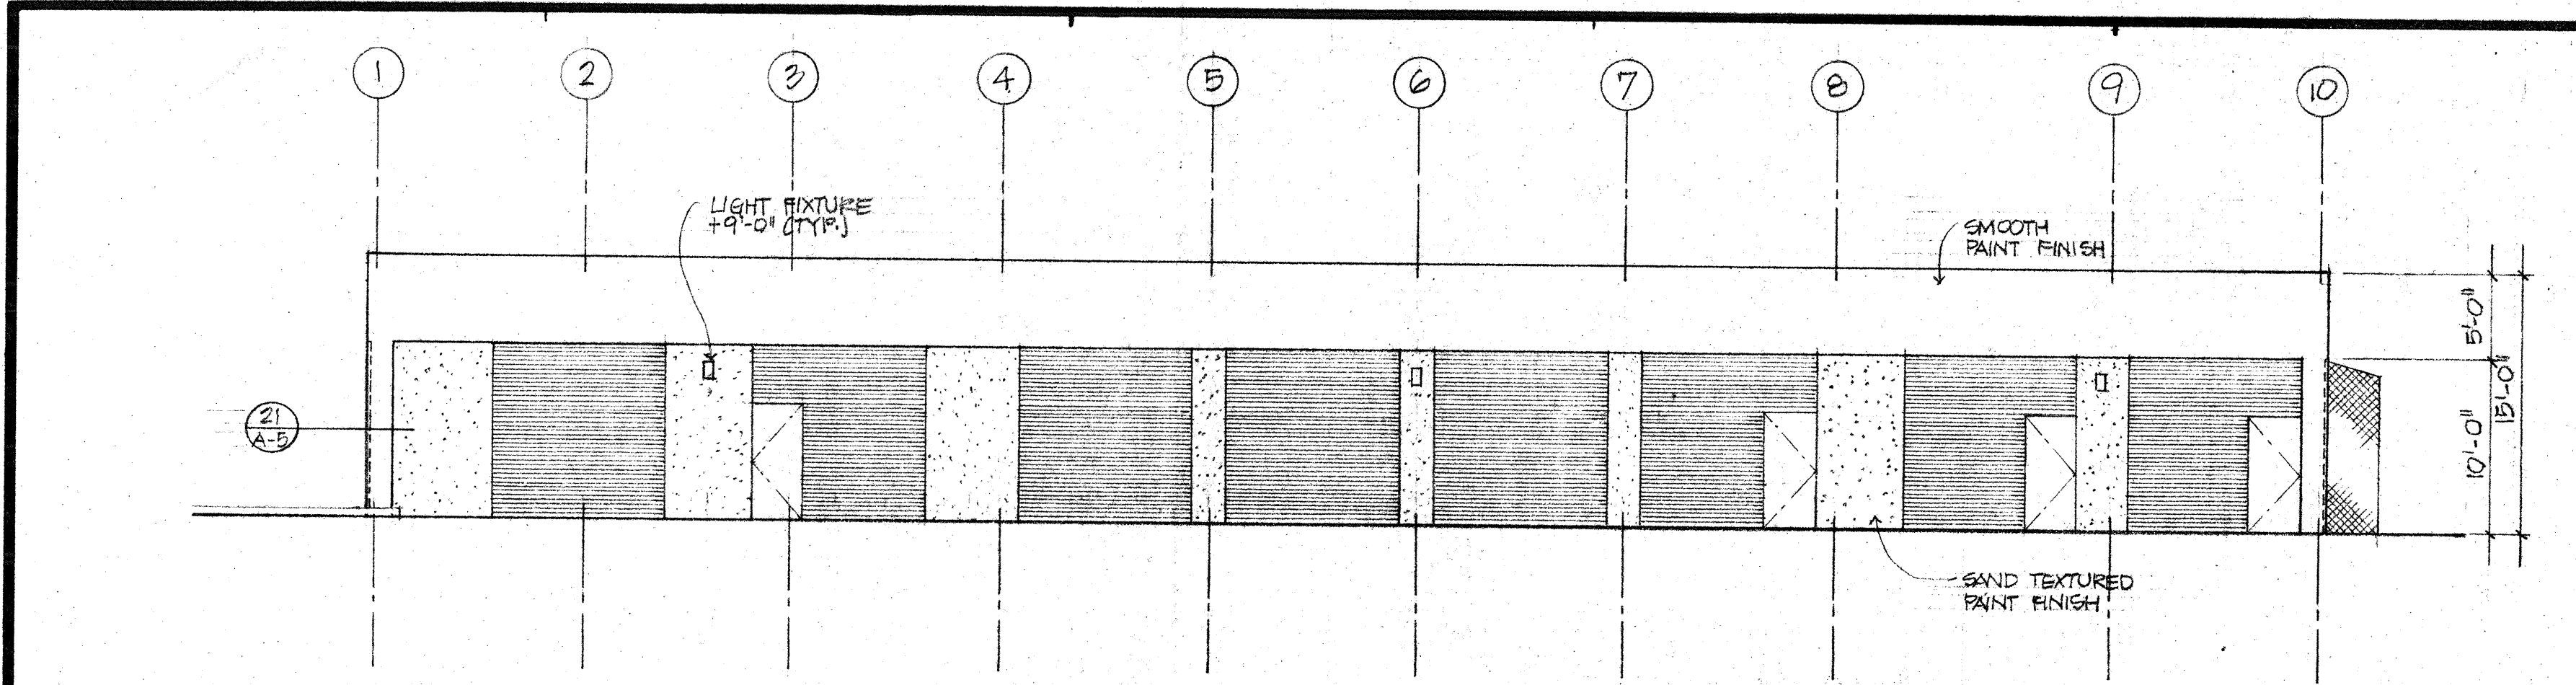 1 2 3 4 5 6 7 8 9 10
LIGHT FIXTURE
+9'-0" (TYP.)
SMOOTH
PAINT FINISH
5'-0"
15'-0"
10'-0"
21
A-5
SAND TEXTURED
PAINT FINISH